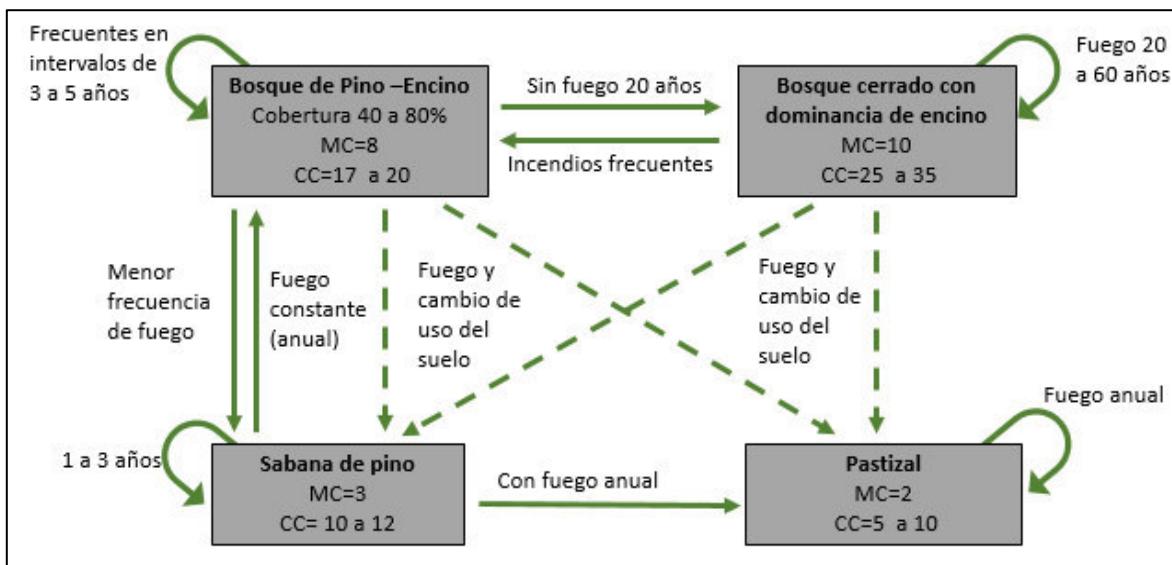 Frecuentes en
intervalos de
3 a 5 años
Bosque de Pino –Encino
Cobertura 40 a 80%
MC=8
CC=17 a 20
Sin fuego 20 años
Incendios frecuentes
Bosque cerrado con
dominancia de encino
MC=10
CC=25 a 35
Fuego 20
a 60 años
Menor
frecuencia
de fuego
Fuego
constante
(anual)
Fuego y
cambio de
uso del
suelo
Fuego y
cambio de
uso del
suelo
1 a 3 años
Sabana de pino
MC=3
CC= 10 a 12
Con fuego anual
Pastizal
MC=2
CC=5 a 10
Fuego anual